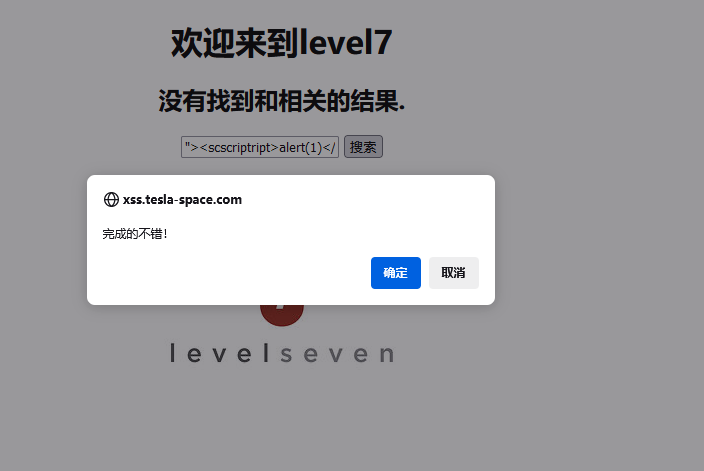 欢迎来到level7
没有找到和相关的结果.
"><scscriptript>alert(1)</ 搜索
xss.tesla-space.com
完成的不错!
确定 取消
levelseven